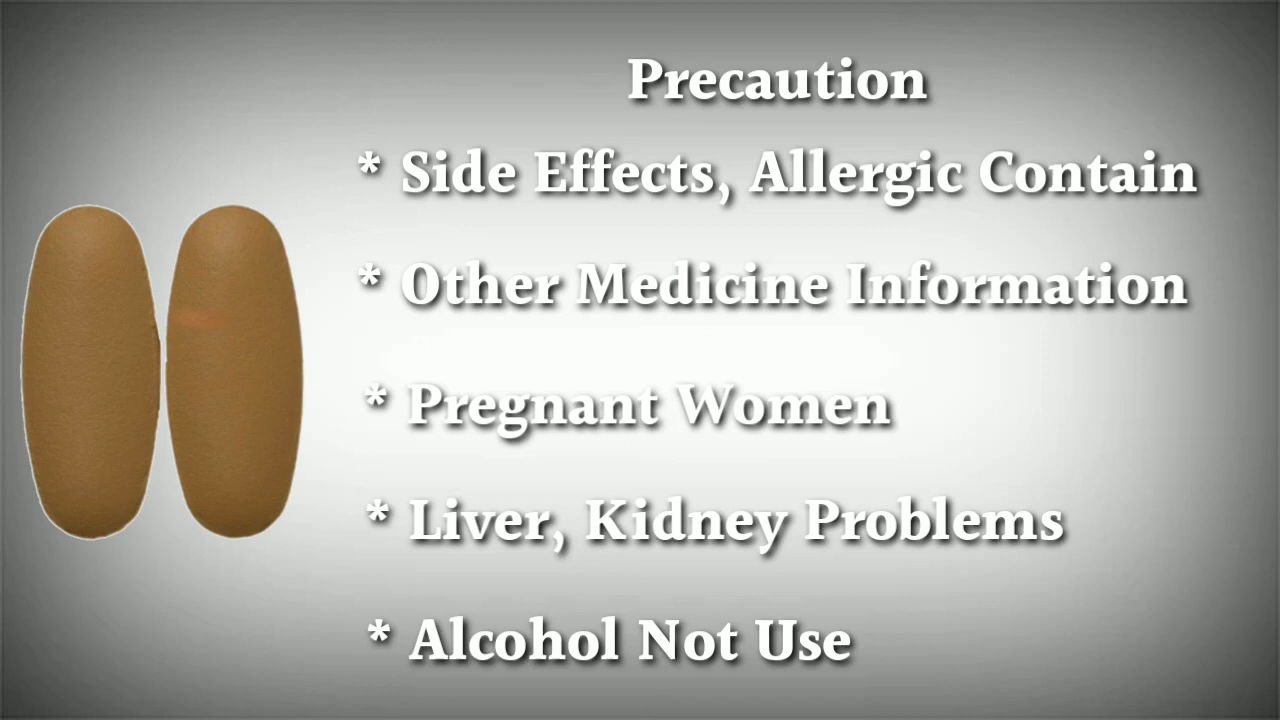 Precaution
* Side Effects, Allergic Contain
* Other Medicine Information
* Pregnant Women
* Liver, Kidney Problems
* Alcohol Not Use